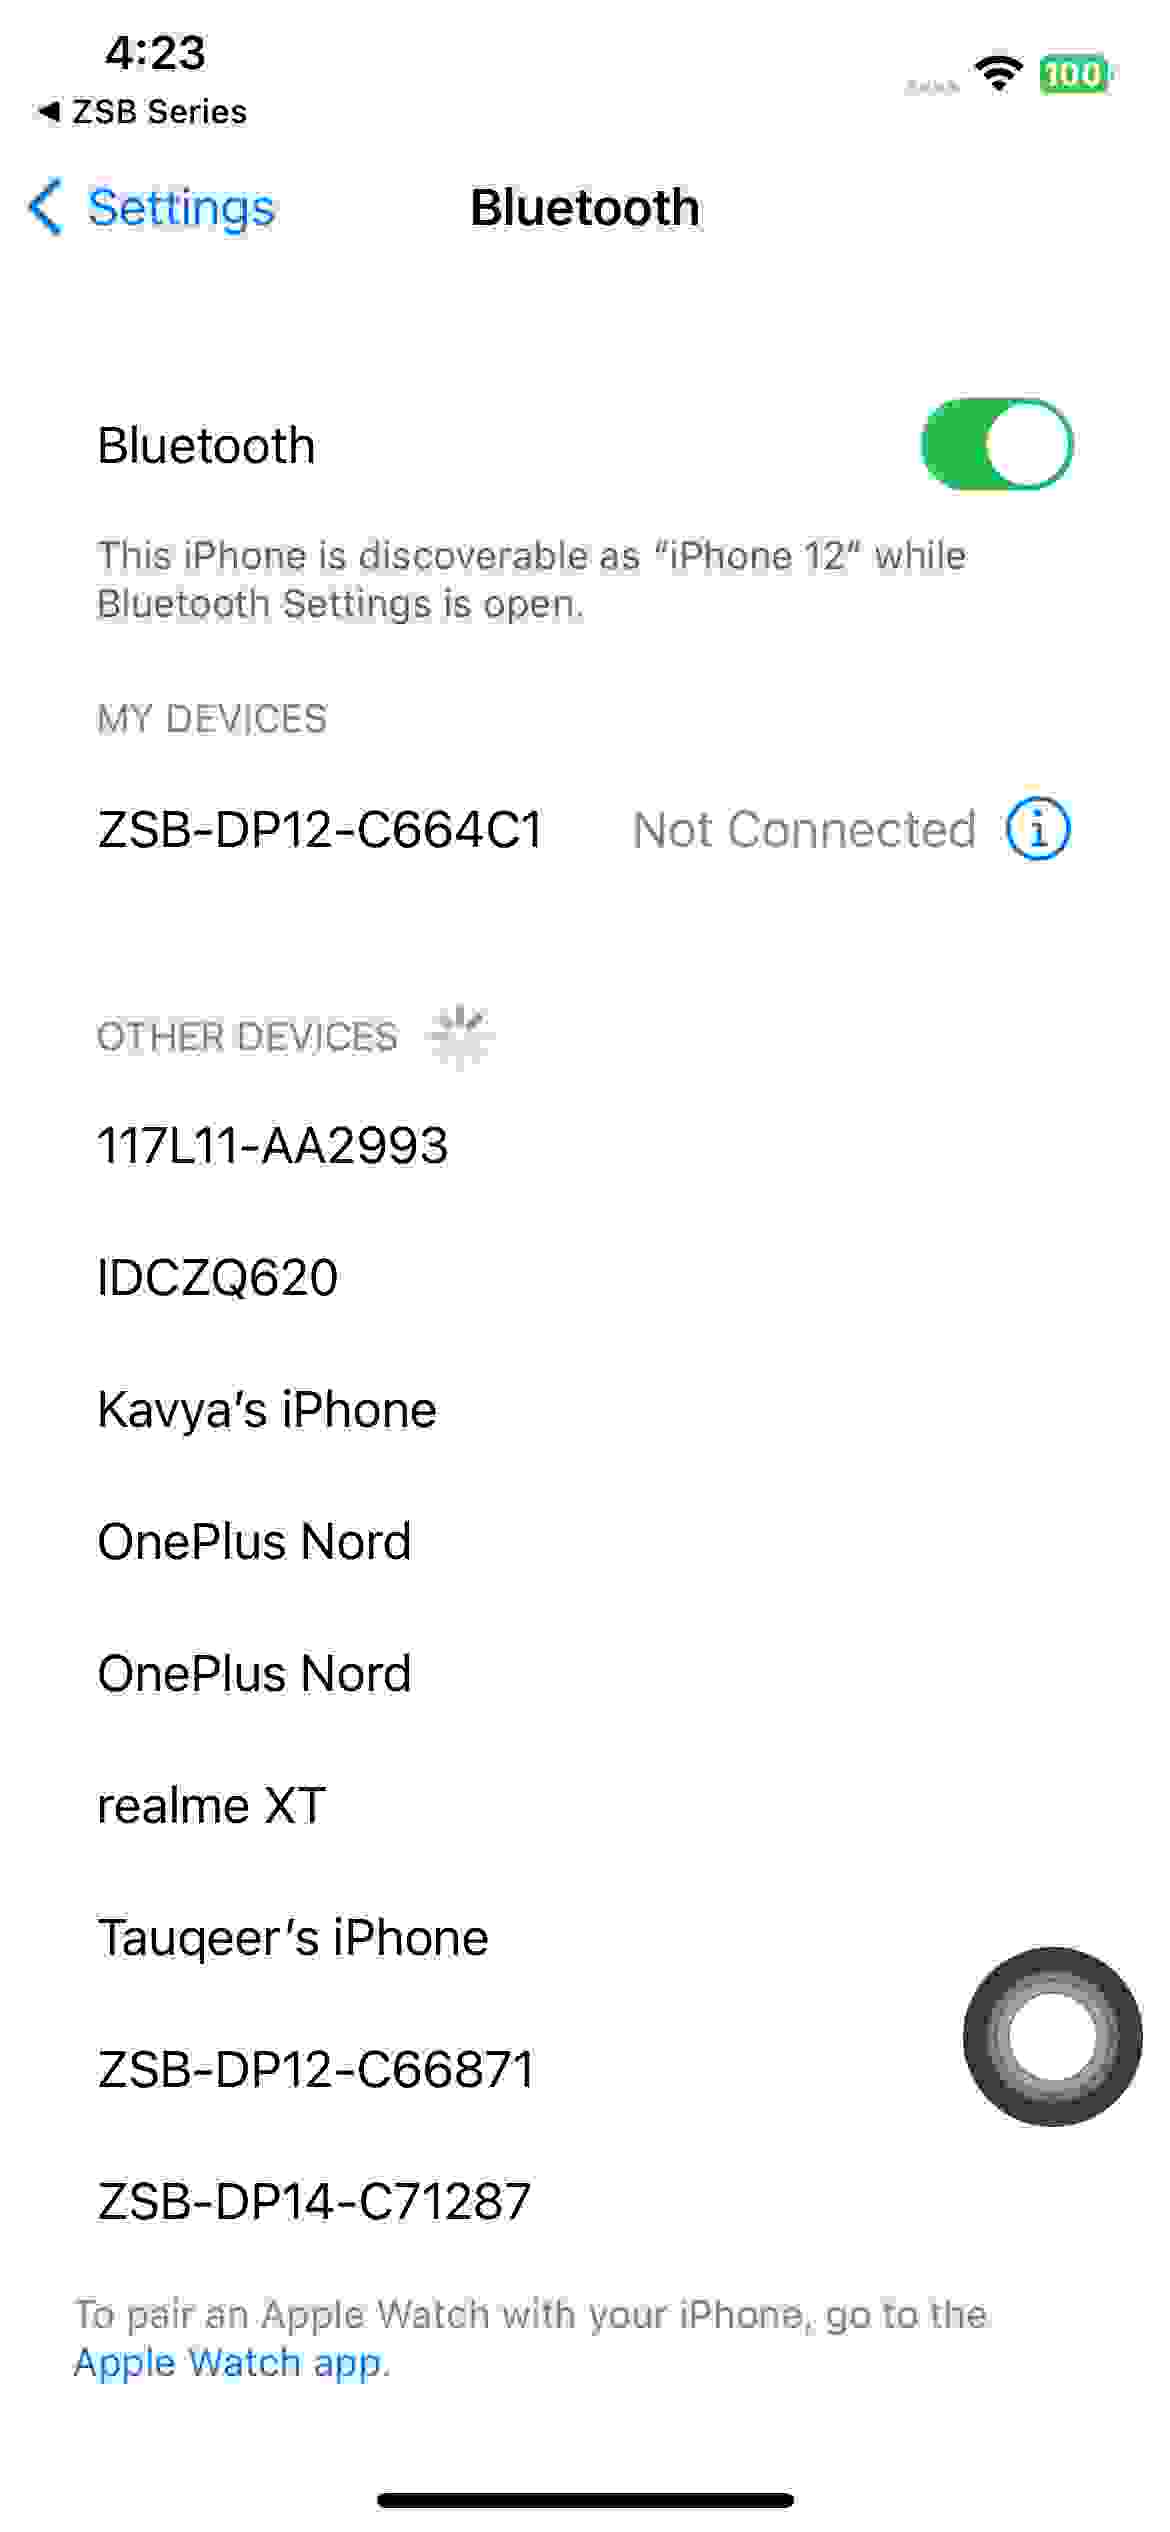 4:23
100
◀ ZSB Series
Settings
Bluetooth
Bluetooth
This iPhone is discoverable as “iPhone 12” while
Bluetooth Settings is open.
MY DEVICES
ZSB-DP12-C664C1 Not Connected
OTHER DEVICES
117L11-AA2993
IDCZQ620
Kavya’s iPhone
OnePlus Nord
OnePlus Nord
realme XT
Tauqeer’s iPhone
ZSB-DP12-C66871
ZSB-DP14-C71287
To pair an Apple Watch with your iPhone, go to the
Apple Watch app.